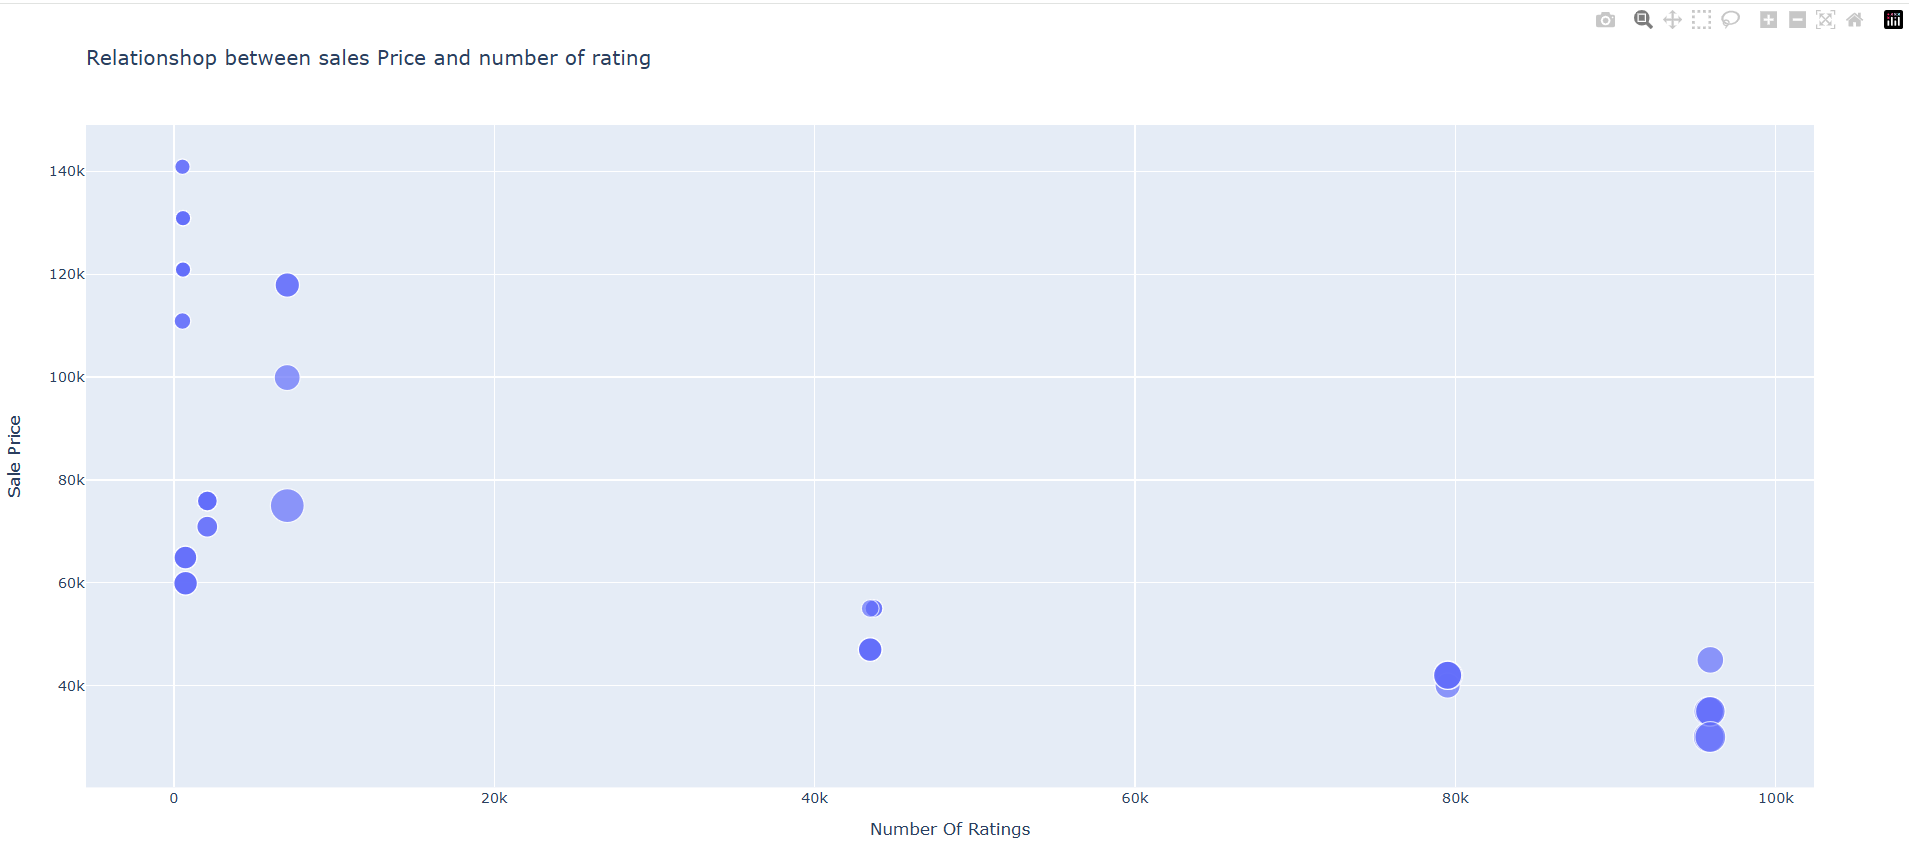 Relationshop between sales Price and number of rating
140k
120k
100k
80k
60k
40k
Sale Price
0
20k
40k
60k
80k
100k
Number Of Ratings